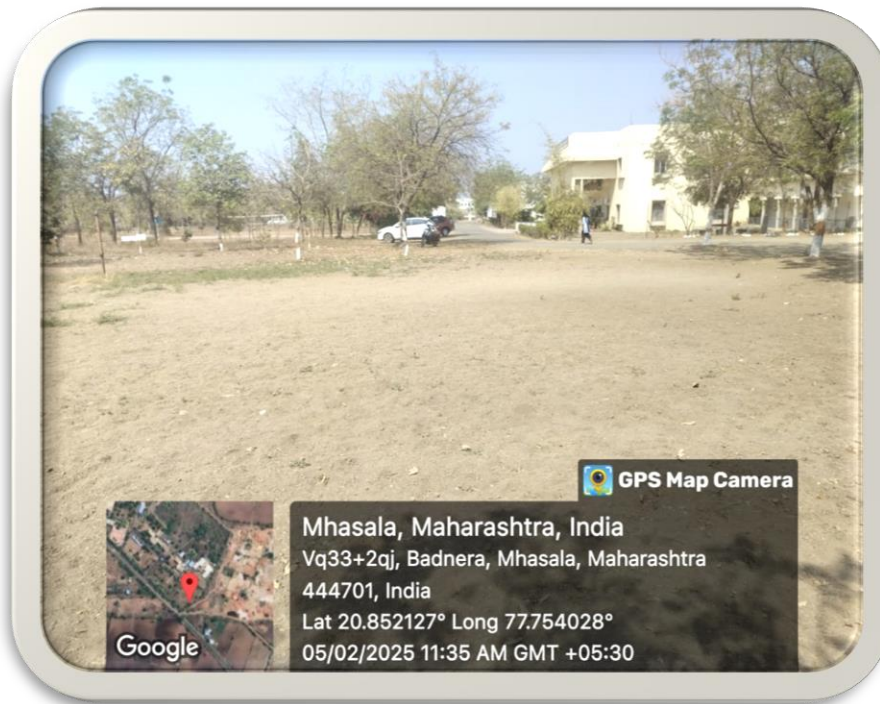 GPS Map Camera
Mhasala, Maharashtra, India
Vq33+2qj, Badnera, Mhasala, Maharashtra
444701, India
Lat 20.852127° Long 77.754028°
05/02/2025 11:35 AM GMT +05:30
Google